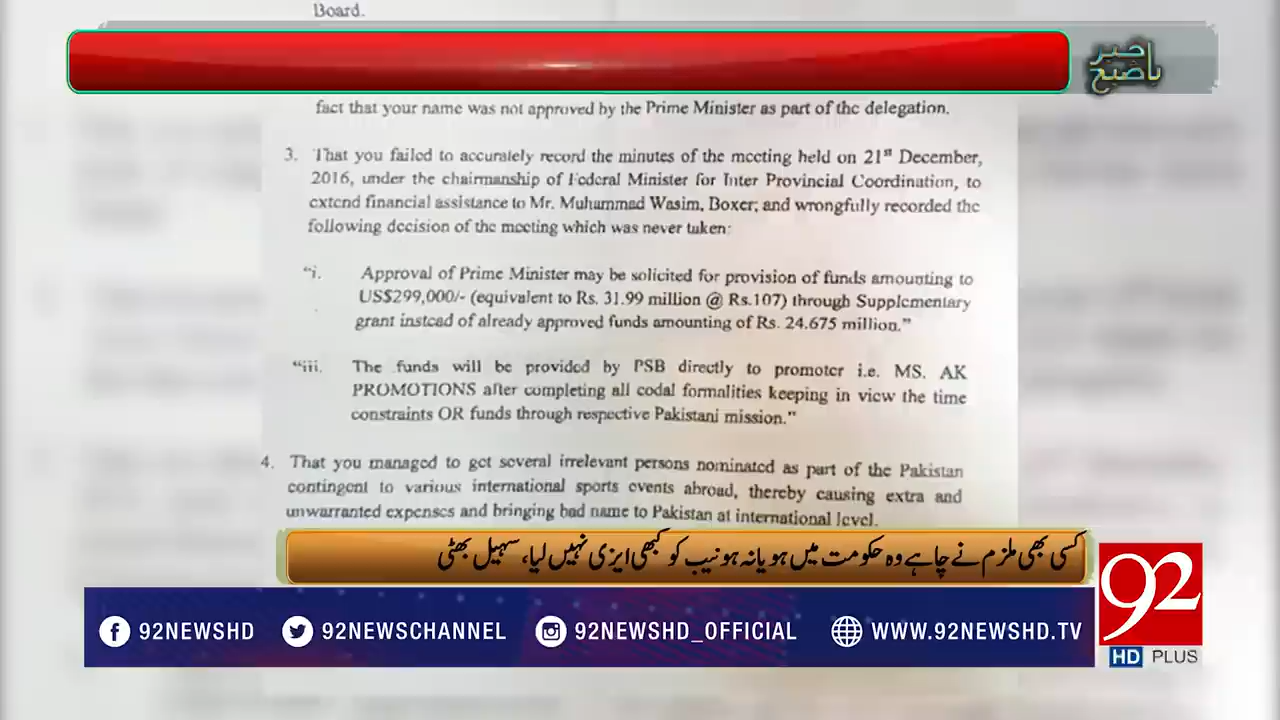 Board.
باخبر
صبح
fact that your name was not approved by the Prime Minister as part of the delegation.
3. That you failed to accurately record the minutes of the meeting held on 21st December,
2016, under the chairmanship of Federal Minister for Inter Provincial Coordination, to
extend financial assistance to Mr. Muhammad Wasim, Boxer; and wrongfully recorded the
following decision of the meeting which was never taken:
“i. Approval of Prime Minister may be solicited for provision of funds amounting to
US$299,000/- (equivalent to Rs. 31.99 million @ Rs.107) through Supplementary
grant instead of already approved funds amounting of Rs. 24.675 million.”
“iii. The funds will be provided by PSB directly to promoter i.e. MS. AK
PROMOTIONS after completing all codal formalities keeping in view the time
constraints OR funds through respective Pakistani mission.”
4. That you managed to get several irrelevant persons nominated as part of the Pakistan
contingent to various international sports events abroad, thereby causing extra and
unwarranted expenses and bringing bad name to Pakistan at international level.
کسی بھی ملزم نے چاہے وہ حکومت میں ہو یا نہ ہو نیب کو کبھی ایزی نہیں لیا، سہیل بھٹی
92NEWSHD 92NEWSCHANNEL 92NEWSHD_OFFICIAL WWW.92NEWSHD.TV
92
HD PLUS